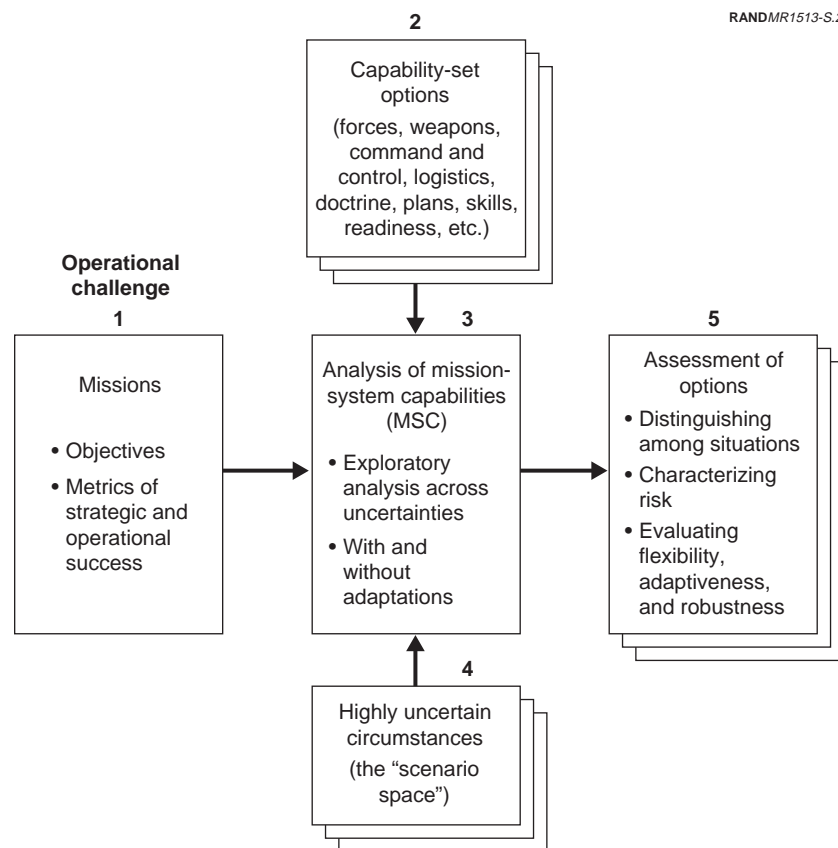 RANDMR1513-S.2
2
Capability-set
options
(forces, weapons,
command and
control, logistics,
doctrine, plans, skills,
readiness, etc.)
Operational
challenge
1
Missions
• Objectives
• Metrics of
strategic and
operational
success
3
Analysis of mission-
system capabilities
(MSC)
• Exploratory
analysis across
uncertainties
• With and
without
adaptations
5
Assessment of
options
• Distinguishing
among situations
• Characterizing
risk
• Evaluating
flexibility,
adaptiveness,
and robustness
4
Highly uncertain
circumstances
(the “scenario
space”)